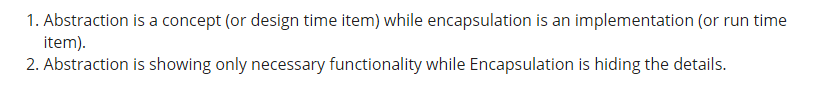 1. Abstraction is a concept (or design time item) while encapsulation is an implementation (or run time
item).
2. Abstraction is showing only necessary functionality while Encapsulation is hiding the details.